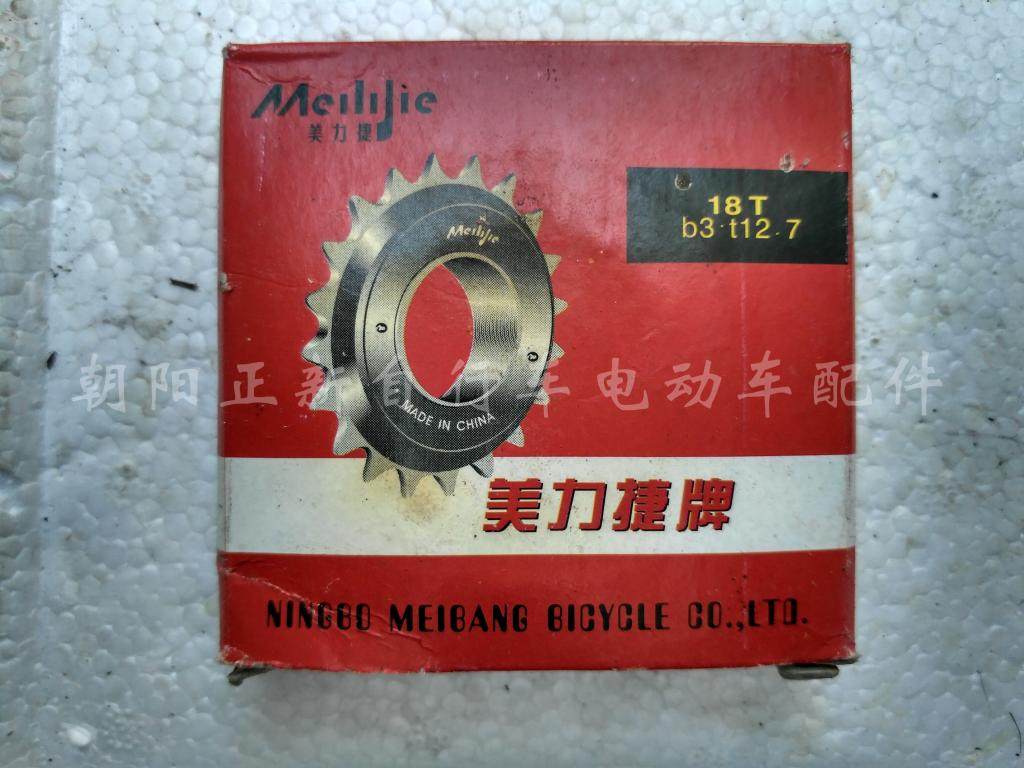 Meilijie
美力捷
18T
b3·t12.7
Meilijie
MADE IN CHINA
朝阳正新自行车电动车配件
美力捷牌
NINGBO MEIBANG BICYCLE CO.,LTD.